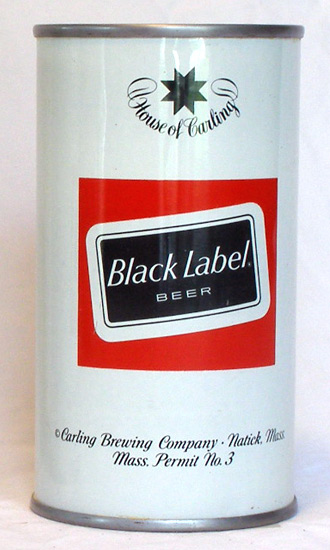 House of Carling
Black Label
BEER
© Carling Brewing Company · Natick, Mass.
Mass. Permit No. 3